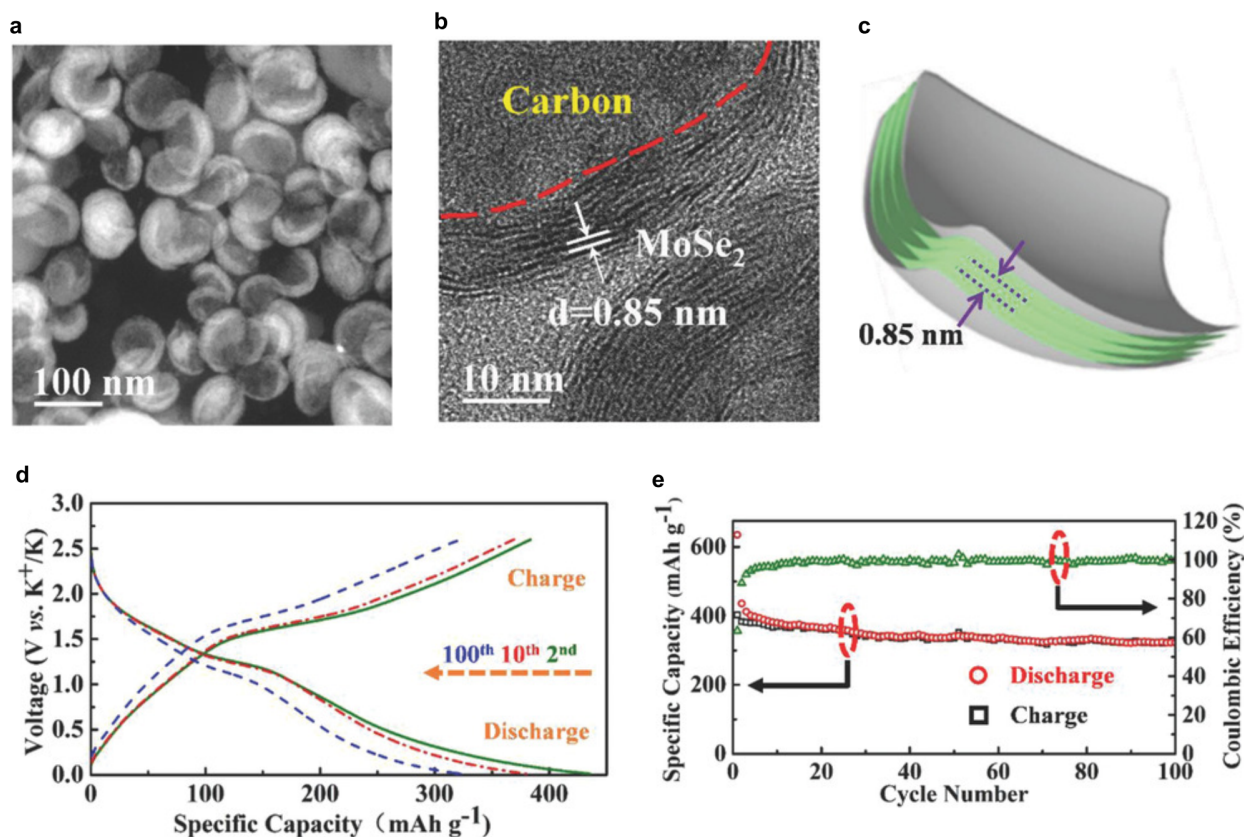 a
100 nm
b
Carbon
MoSe₂
d=0.85 nm
10 nm
c
0.85 nm
d
Voltage (V vs. K⁺/K)
3.0
2.5
2.0
1.5
1.0
0.5
0.0
Charge
100ᵗʰ 10ᵗʰ 2ⁿᵈ
Discharge
0 100 200 300 400
Specific Capacity (mAh g⁻¹)
e
Specific Capacity (mAh g⁻¹)
600
400
200
0
Discharge
Charge
120
100
80
60
40
20
0
Coulombic Efficiency (%)
0 20 40 60 80 100
Cycle Number